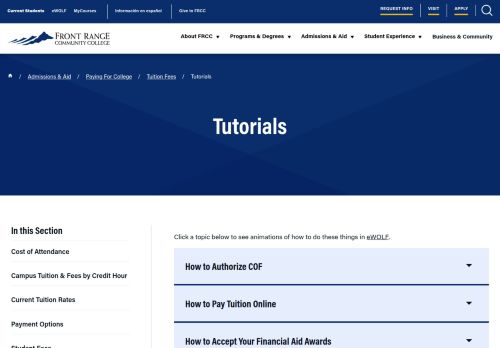 Current Students eWOLF MyCourses Información en español Give to FRCC REQUEST INFO VISIT APPLY
FRONT RANGE
COMMUNITY COLLEGE
About FRCC Programs & Degrees Admissions & Aid Student Experience Business & Community
/ Admissions & Aid / Paying For College / Tuition Fees / Tutorials
Tutorials
In this Section
Cost of Attendance
Campus Tuition & Fees by Credit Hour
Current Tuition Rates
Payment Options
Student Fees
Click a topic below to see animations of how to do these things in eWOLF.
How to Authorize COF
How to Pay Tuition Online
How to Accept Your Financial Aid Awards